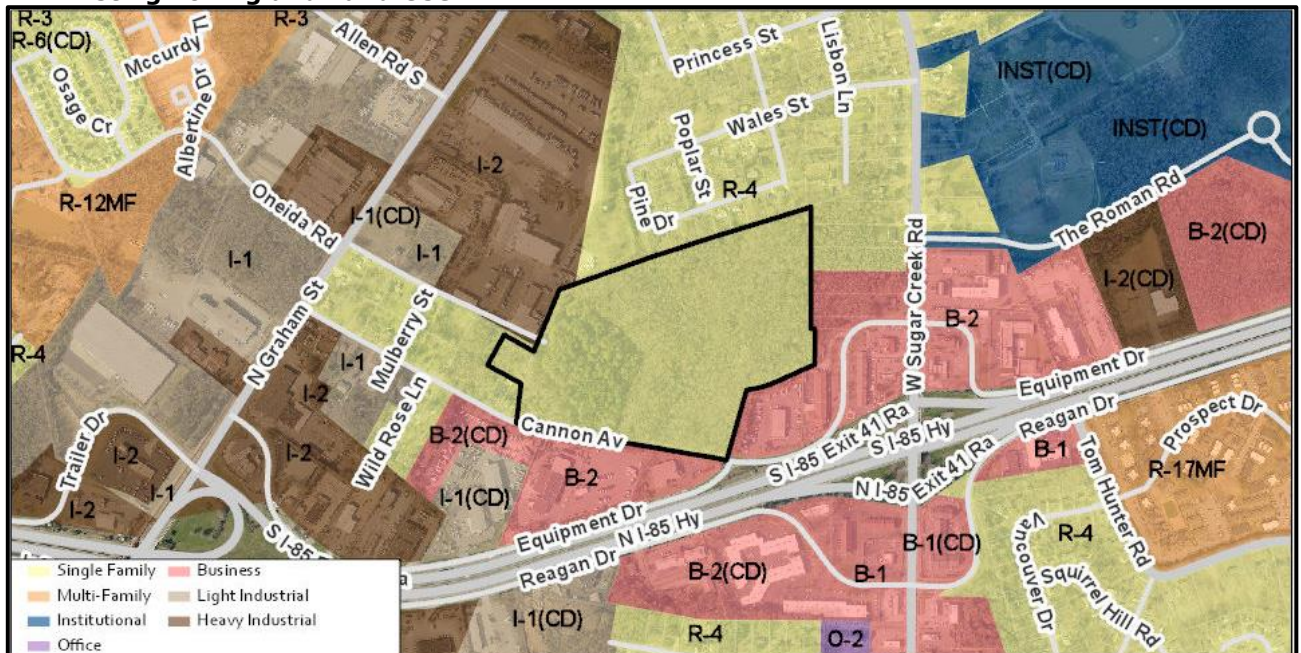 R-3
R-3
R-6(CD)
Mccurdy Tl
Osage Cr
Albertine Dr
Allen Rd S
Princess St
Lisbon Ln
Wales St
Poplar St
Pine Dr
R-4
INST(CD)
INST(CD)
R-12MF
Oneida Rd
I-2
I-1(CD)
I-1
I-1
W Sugar Creek Rd
The Roman Rd
B-2(CD)
I-2(CD)
N Graham St
Mulberry St
R-4
I-1
I-2
B-2
Wild Rose Ln
Cannon Av
Equipment Dr
Trailer Dr
I-2
I-2
B-2(CD)
S I-85 Exit 41 Ra
S I-85 Hy
Reagan Dr
Prospect Dr
B-1
I-2
I-1
I-1(CD)
B-2
N I-85 Exit 41 Ra
Tom Hunter Rd
R-17MF
S I-85
Equipment Dr
N I-85 Hy
Reagan Dr
B-1(CD)
R-4
Vancouver Dr
Squirrel Hill Rd
B-2(CD)
B-1
I-1(CD)
R-4
O-2
Single Family
Business
Multi-Family
Light Industrial
Institutional
Heavy Industrial
Office